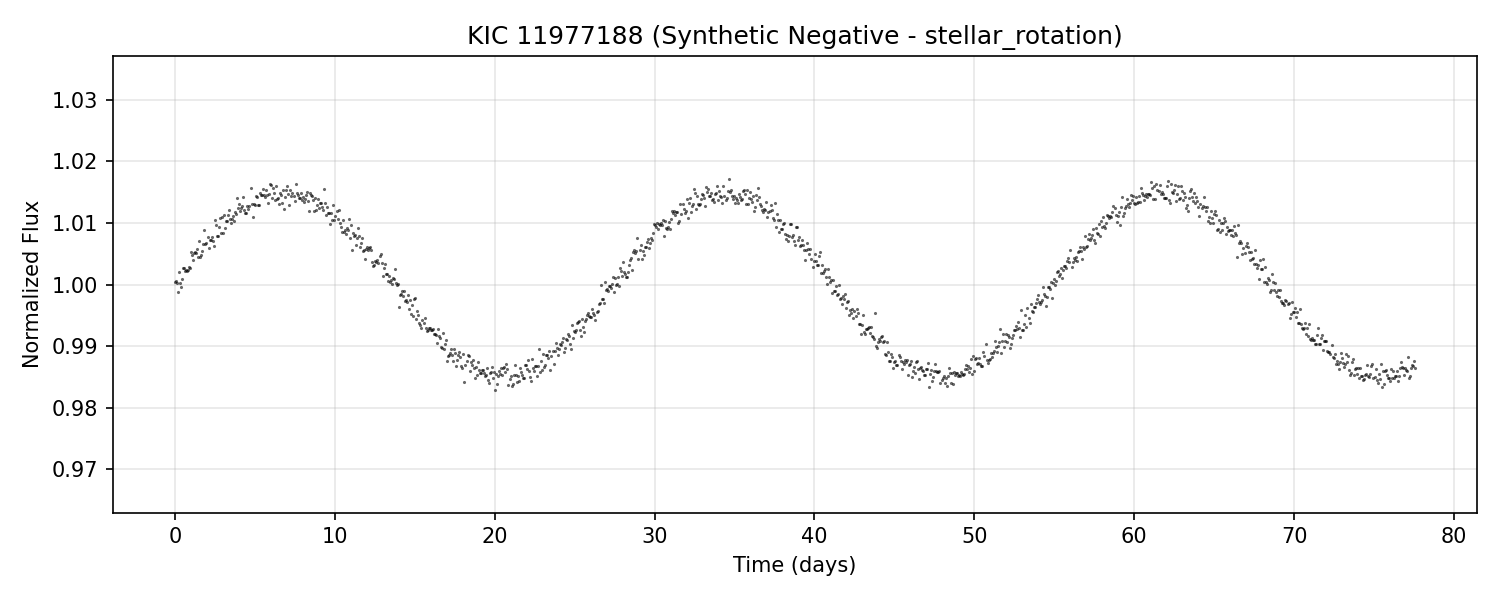 KIC 11977188 (Synthetic Negative - stellar_rotation)
1.03
1.02
1.01
1.00
0.99
0.98
0.97
Normalized Flux
0 10 20 30 40 50 60 70 80
Time (days)